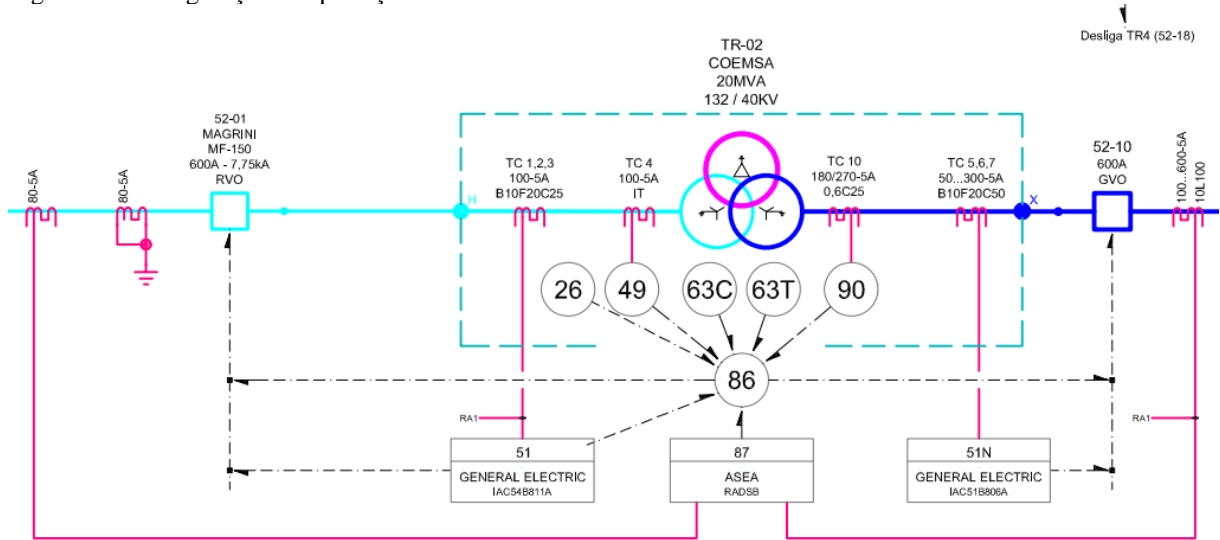 Desliga TR4 (52-18)
TR-02
COEMSA
20MVA
132 / 40KV
52-01
MAGRINI
MF-150
600A - 7,75kA
RVO
80-5A
80-5A
H
TC 1,2,3
100-5A
B10F20C25
TC 4
100-5A
IT
TC 10
180/270-5A
0,6C25
TC 5,6,7
50...300-5A
B10F20C50
X
52-10
600A
GVO
100...600-5A
10L100
26
49
63C
63T
90
86
RA1
RA1
51
GENERAL ELECTRIC
IAC54B811A
87
ASEA
RADSB
51N
GENERAL ELECTRIC
IAC51B806A